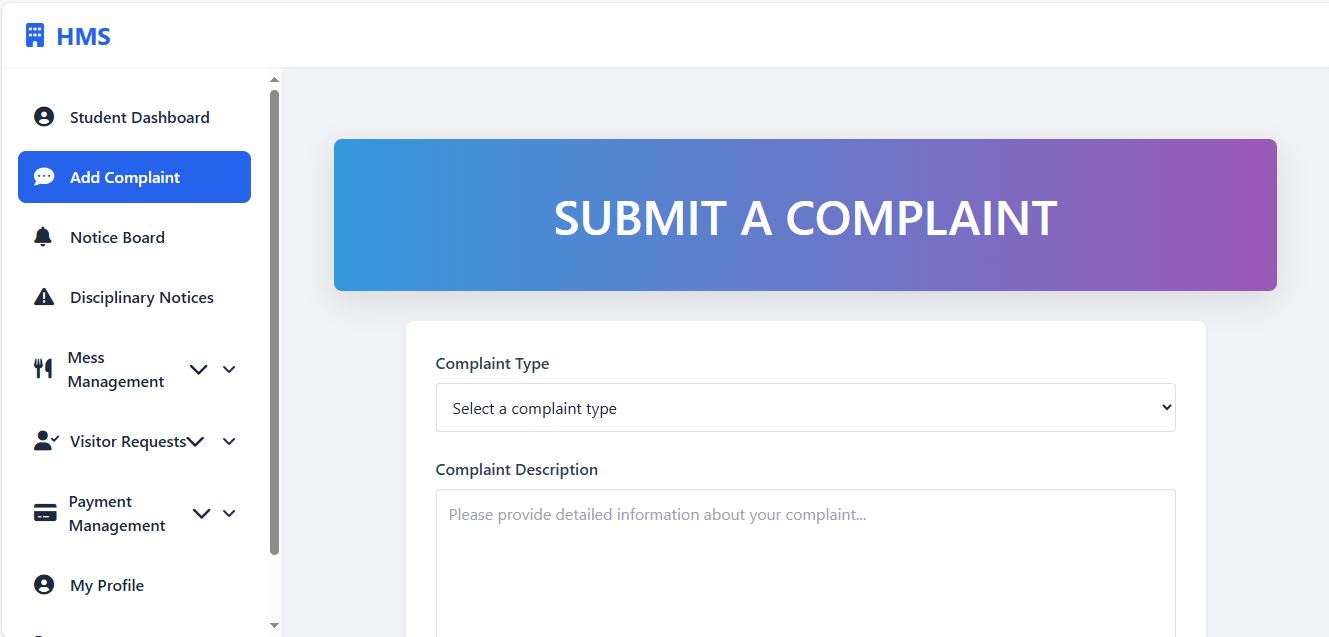 HMS
Student Dashboard
Add Complaint
Notice Board
Disciplinary Notices
Mess
Management
Visitor Requests
Payment
Management
My Profile
SUBMIT A COMPLAINT
Complaint Type
Select a complaint type
Complaint Description
Please provide detailed information about your complaint...